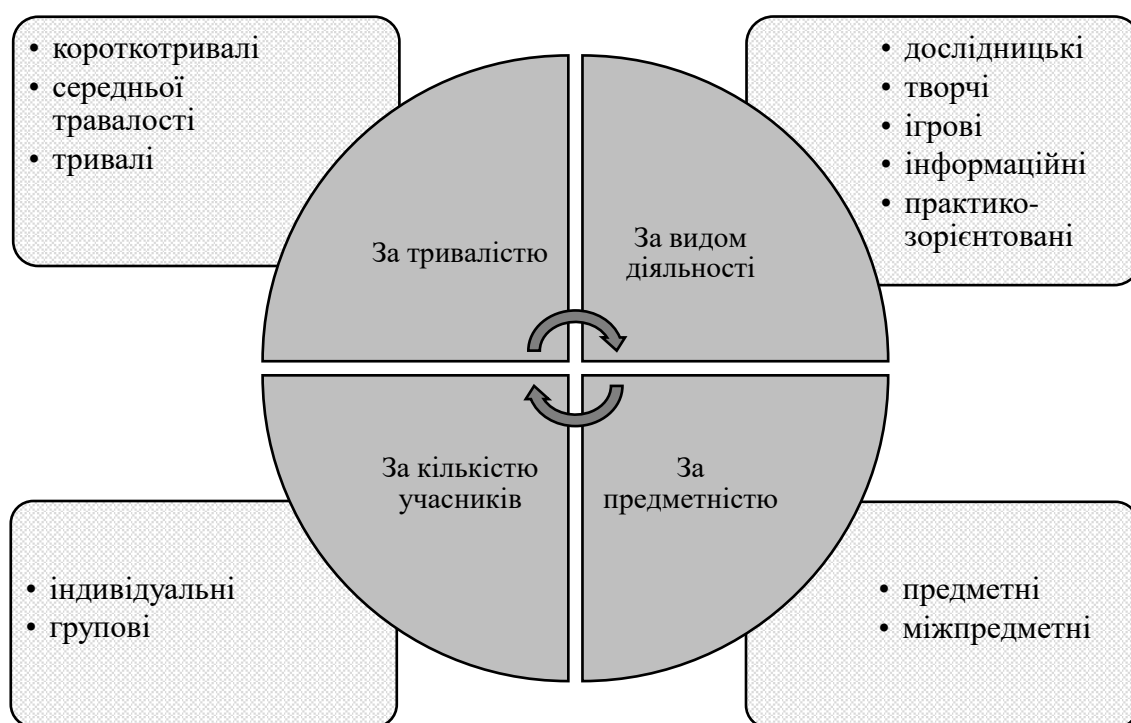 • короткотривалі
• середньої
травалості
• тривалі
• дослідницькі
• творчі
• ігрові
• інформаційні
• практико-
зорієнтовані
За тривалістю
За видом
діяльності
За кількістю
учасників
За
предметністю
• індивідуальні
• групові
• предметні
• міжпредметні